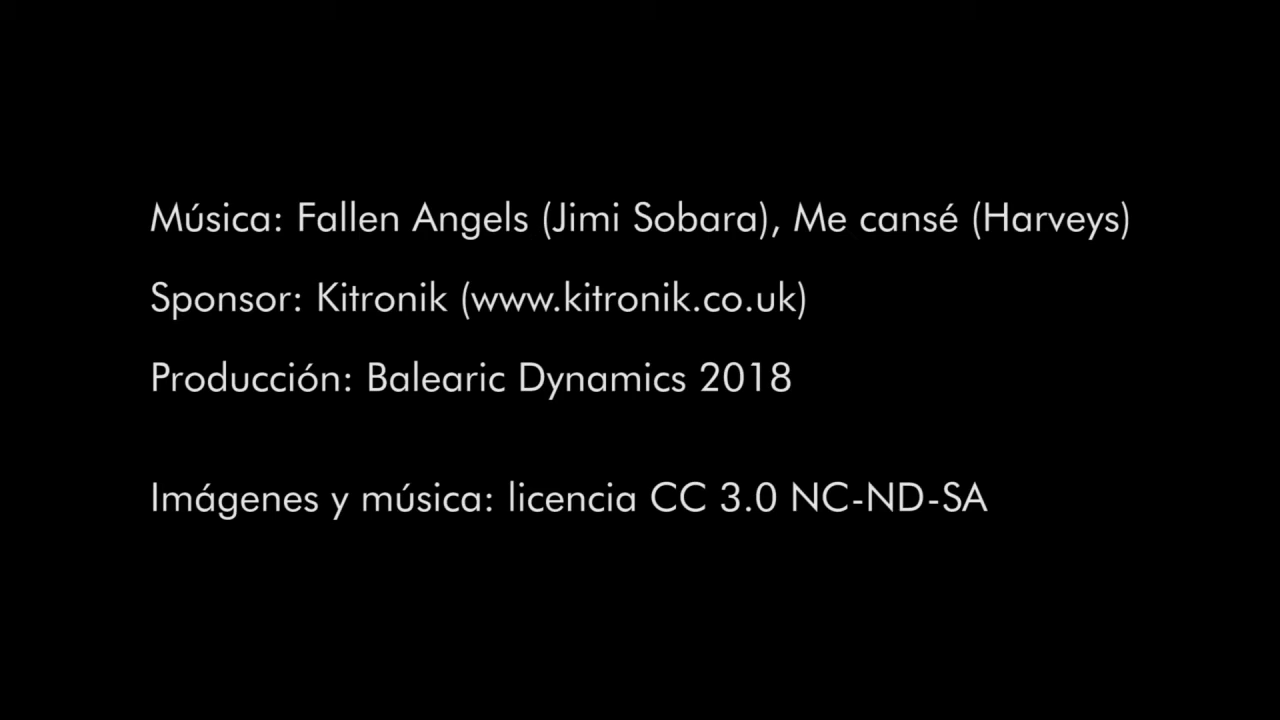 Música: Fallen Angels (Jimi Sobara), Me cansé (Harveys)
Sponsor: Kitronik (www.kitronik.co.uk)
Producción: Balearic Dynamics 2018
Imágenes y música: licencia CC 3.0 NC-ND-SA